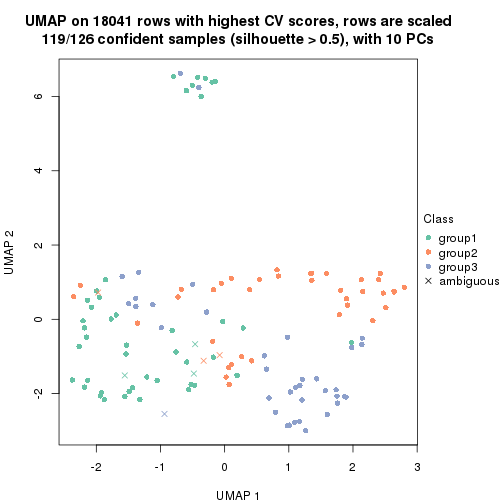 UMAP on 18041 rows with highest CV scores, rows are scaled
119/126 confident samples (silhouette > 0.5), with 10 PCs
6
4
2
0
-2
UMAP 2
-2
-1
0
1
2
3
UMAP 1
Class
group1
group2
group3
ambiguous